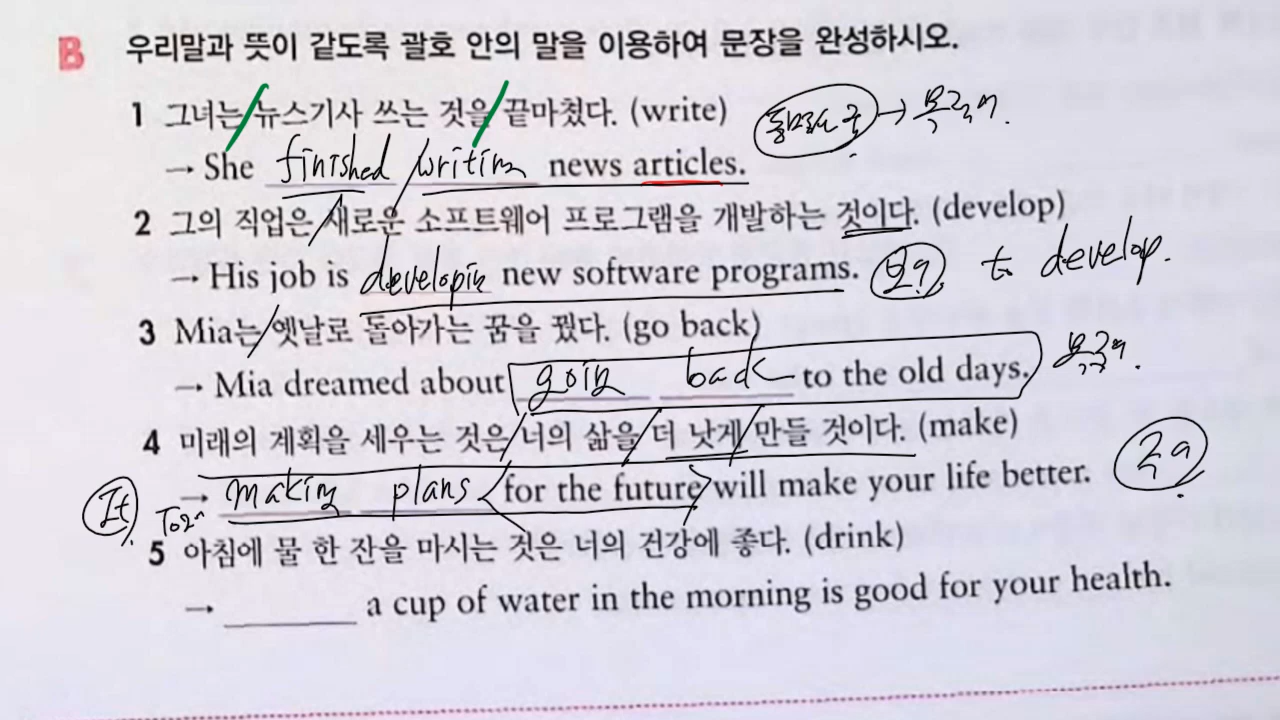 B 우리말과 뜻이 같도록 괄호 안의 말을 이용하여 문장을 완성하시오.
1 그녀는 뉴스기사 쓰는 것을 끝마쳤다. (write) → 목적어.
→ She finished writing news articles.
2 그의 직업은 새로운 소프트웨어 프로그램을 개발하는 것이다. (develop)
→ His job is developin new software programs. 보어 to develop.
3 Mia는 옛날로 돌아가는 꿈을 꿨다. (go back)
→ Mia dreamed about goin back to the old days. 목적어.
4 미래의 계획을 세우는 것은 너의 삶을 더 낫게 만들 것이다. (make)
It → making plans for the future will make your life better. 주어
5 아침에 물 한 잔을 마시는 것은 너의 건강에 좋다. (drink)
→ a cup of water in the morning is good for your health.